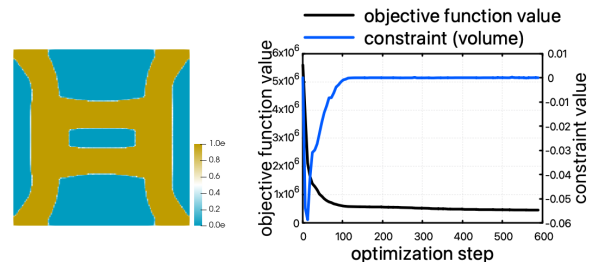 objective function value
constraint (volume)
1.0e
0.8
0.6
0.4
0.2
0.0e
objective function value
6x10⁶
5x10⁶
4x10⁶
3x10⁶
2x10⁶
1x10⁶
0
0.01
0
-0.01
-0.02
-0.03
-0.04
-0.05
-0.06
constraint value
0 100 200 300 400 500 600
optimization step